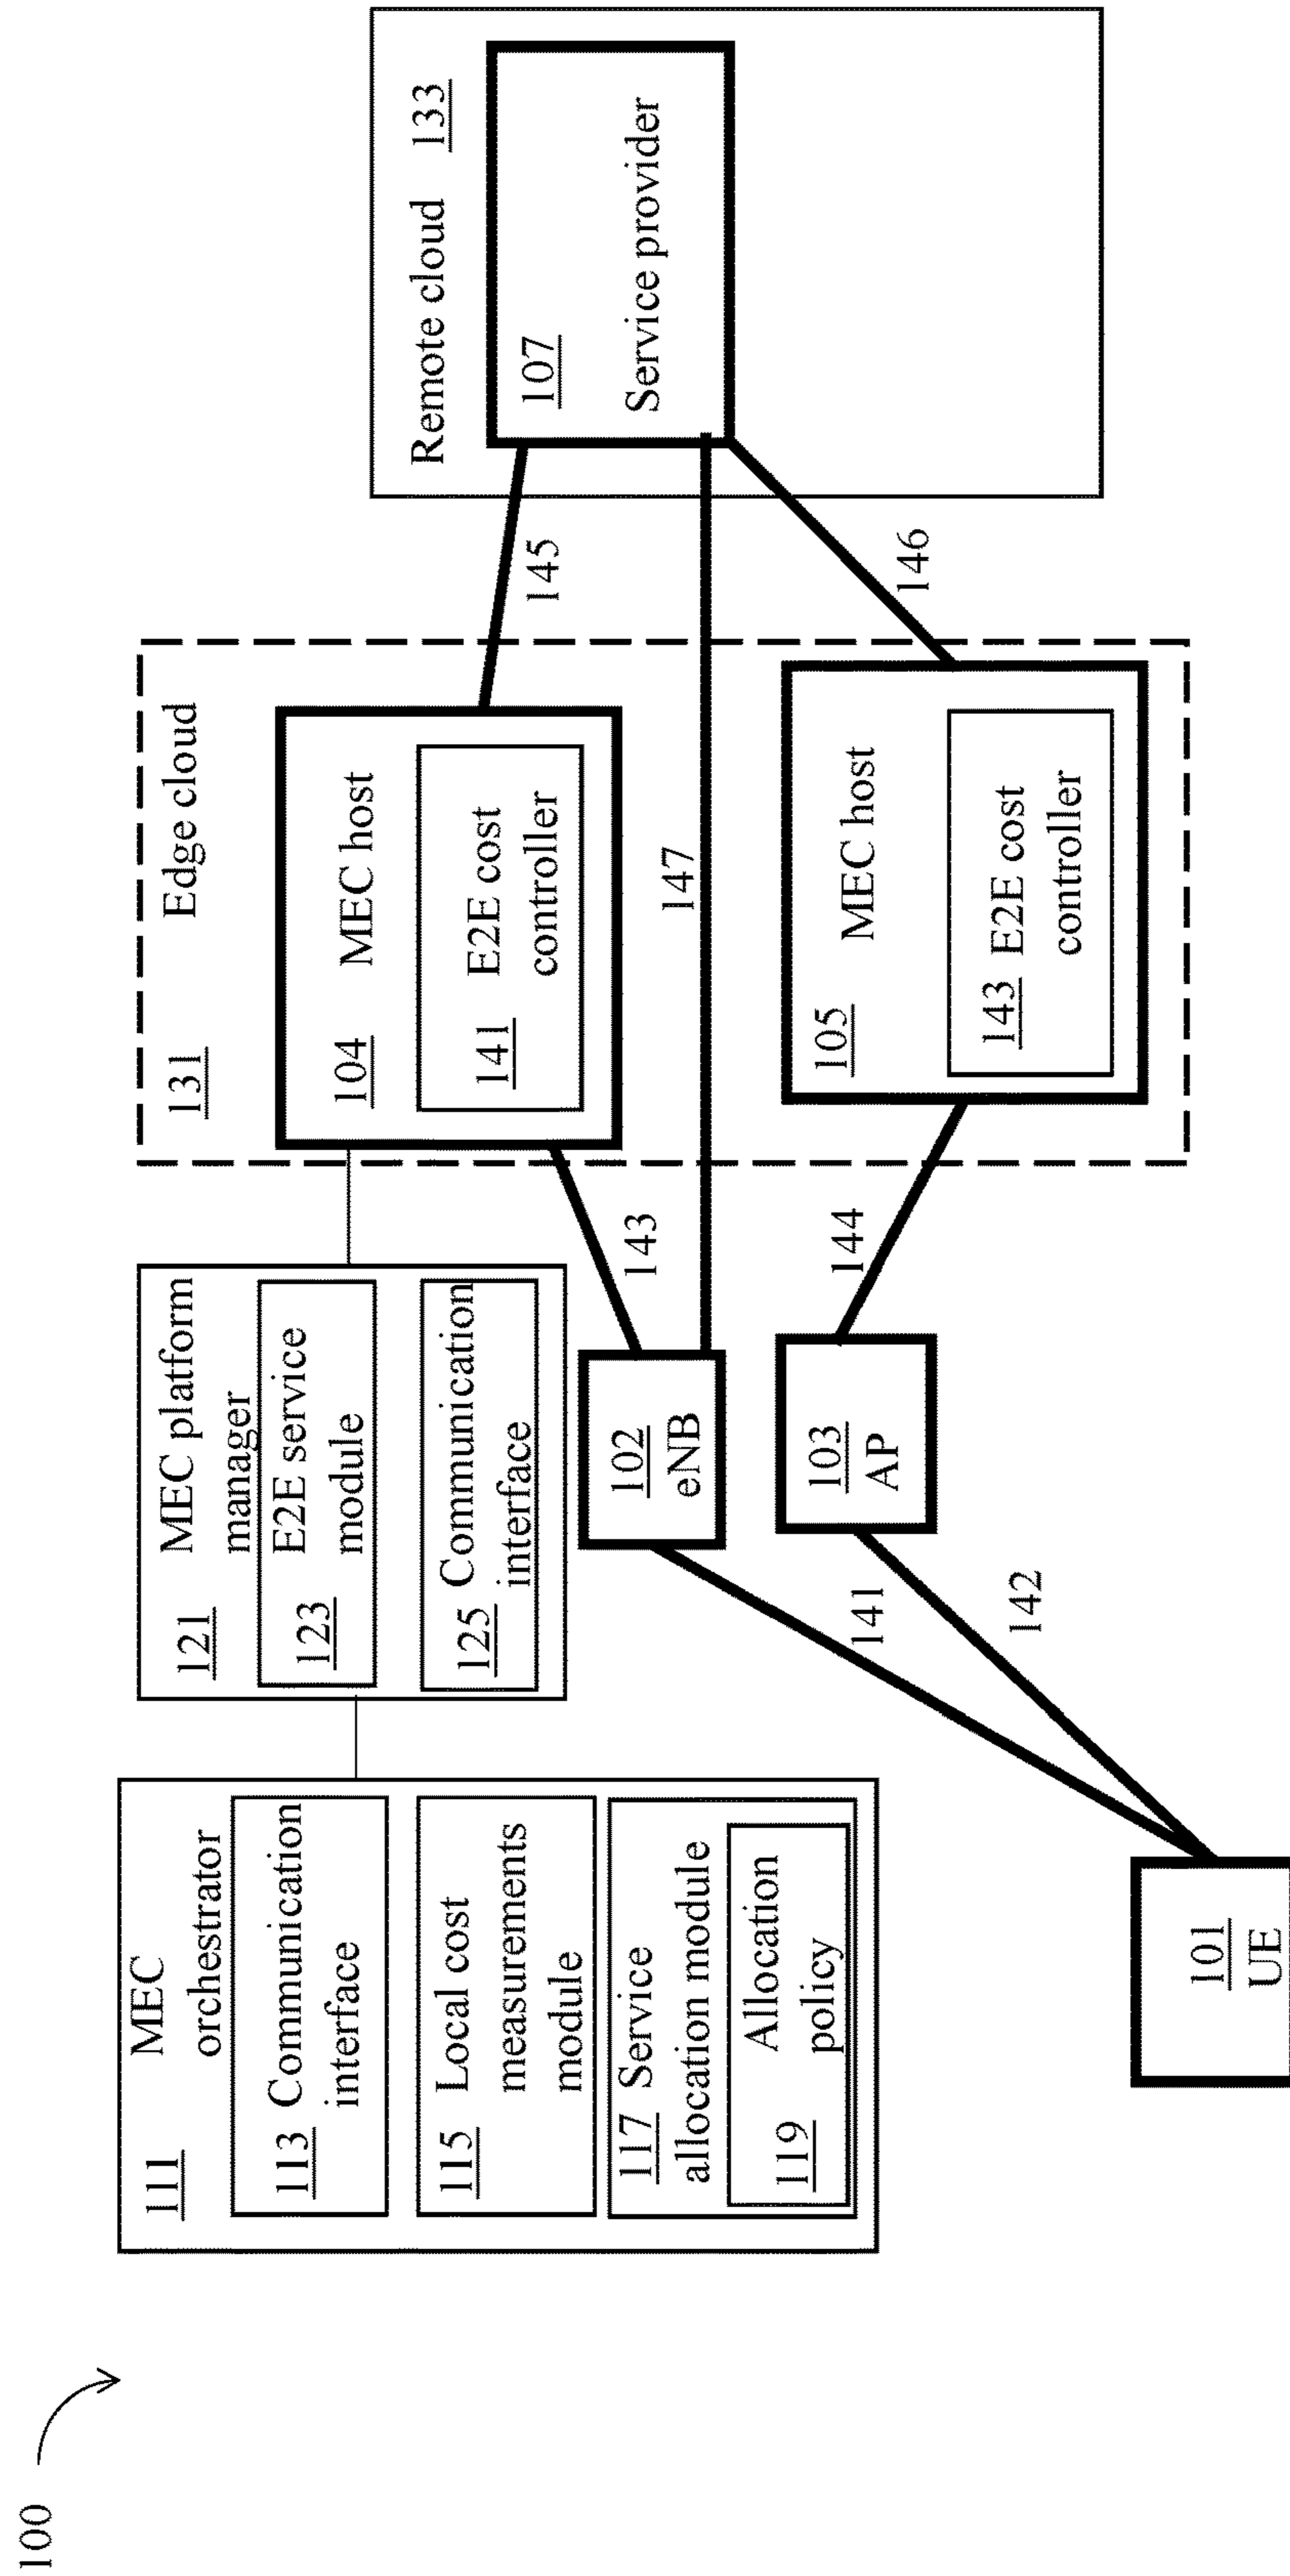 100
111
MEC
orchestrator
113 Communication
interface
115 Local cost
measurements
module
117 Service
allocation module
119 Allocation
policy
121 MEC platform
manager
123 E2E service
module
125 Communication
interface
101
UE
102
eNB
103
AP
141
142
143
144
131 Edge cloud
104 MEC host
141 E2E cost
controller
147
105 MEC host
143 E2E cost
controller
145
146
Remote cloud 133
107
Service provider